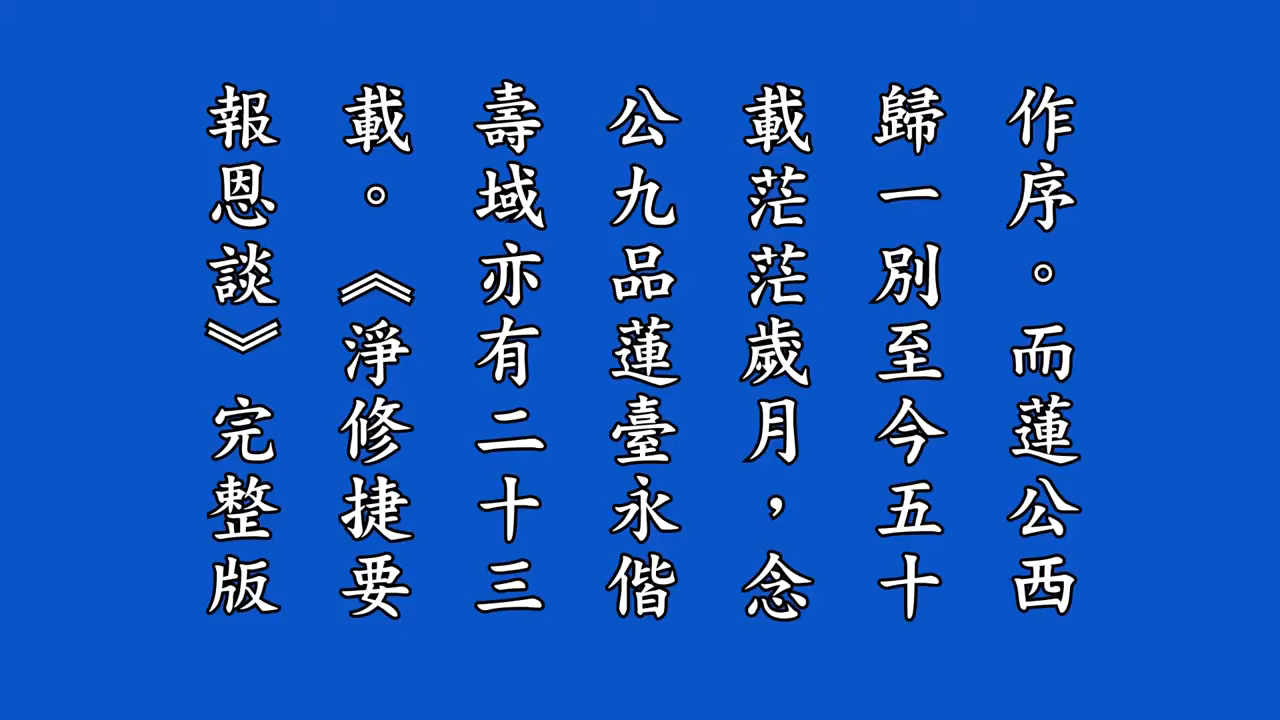 作序。而蓮公西
歸一別至今五十
載茫茫歲月，念
公九品蓮臺永偕
壽域亦有二十三
載。《淨修捷要
報恩談》完整版